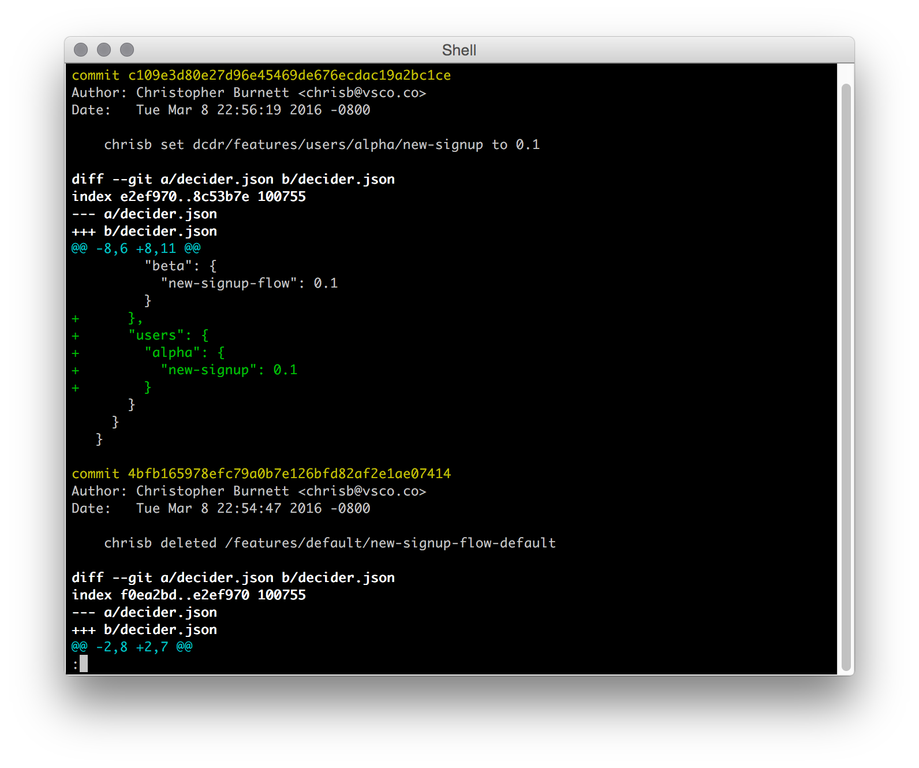 Shell
commit c109e3d80e27d96e45469de676ecdac19a2bc1ce
Author: Christopher Burnett <chrisb@vsco.co>
Date:   Tue Mar 8 22:56:19 2016 -0800
    chrisb set dcdr/features/users/alpha/new-signup to 0.1
diff --git a/decider.json b/decider.json
index e2ef970..8c53b7e 100755
--- a/decider.json
+++ b/decider.json
@@ -8,6 +8,11 @@
         "beta": {
           "new-signup-flow": 0.1
         }
+      },
+      "users": {
+        "alpha": {
+          "new-signup": 0.1
+        }
       }
     }
   }
commit 4bfb165978efc79a0b7e126bfd82af2e1ae07414
Author: Christopher Burnett <chrisb@vsco.co>
Date:   Tue Mar 8 22:54:47 2016 -0800
    chrisb deleted /features/default/new-signup-flow-default
diff --git a/decider.json b/decider.json
index f0ea2bd..e2ef970 100755
--- a/decider.json
+++ b/decider.json
@@ -2,8 +2,7 @@
: